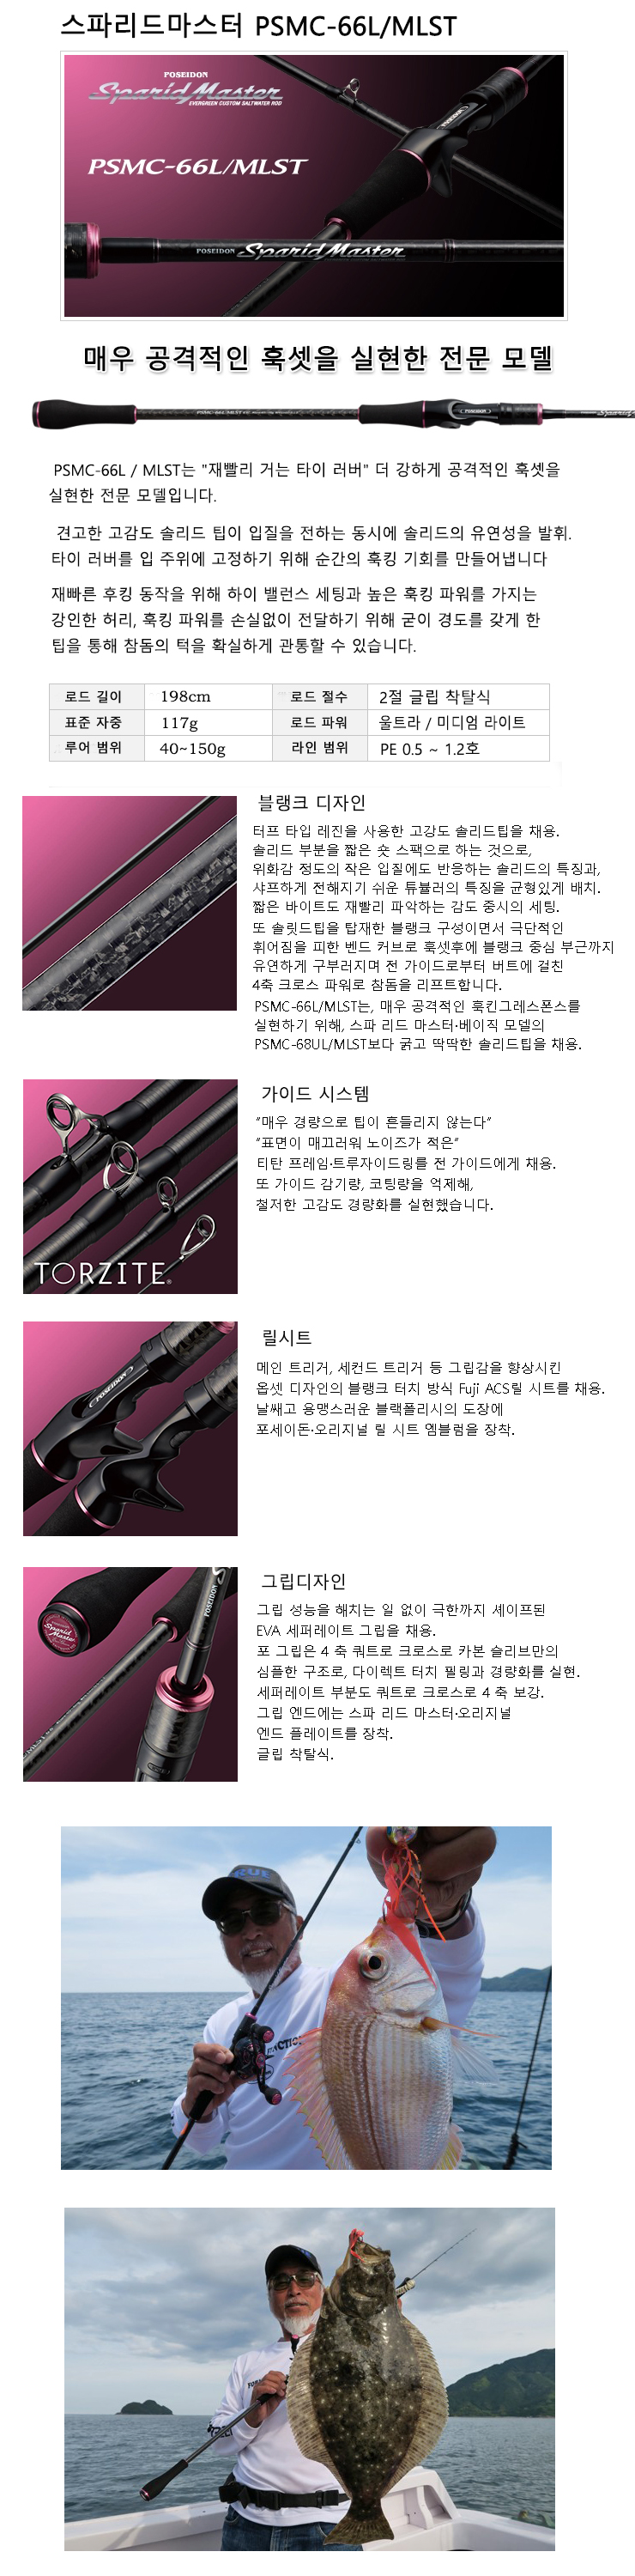 스파리드마스터 PSMC-66L/MLST
POSEIDON
Sparid Master
EVERGREEN CUSTOM SALTWATER ROD
POSEIDON
PSMC-66L/MLST
POSEIDON Sparid Master
매우 공격적인 훅셋을 실현한 전문 모델
PSMC-66L/MLST
POSEIDON
PSMC-66L / MLST는 "재빨리 거는 타이 러버" 더 강하게 공격적인 훅셋을
실현한 전문 모델입니다.
견고한 고감도 솔리드 팁이 입질을 전하는 동시에 솔리드의 유연성을 발휘.
타이 러버를 입 주위에 고정하기 위해 순간의 훅킹 기회를 만들어냅니다
재빠른 후킹 동작을 위해 하이 밸런스 세팅과 높은 훅킹 파워를 가지는
강인한 허리, 훅킹 파워를 손실없이 전달하기 위해 굳이 경도를 갖게 한
팁을 통해 참돔의 턱을 확실하게 관통할 수 있습니다.
로드 길이 198cm 로드 절수 2절 글립 착탈식
표준 자중 117g 로드 파워 울트라 / 미디엄 라이트
루어 범위 40~150g 라인 범위 PE 0.5 ~ 1.2호
블랭크 디자인
터프 타입 레진을 사용한 고강도 솔리드팁을 채용.
솔리드 부분을 짧은 숏 스팩으로 하는 것으로,
위화감 정도의 작은 입질에도 반응하는 솔리드의 특징과,
샤프하게 전해지기 쉬운 튜뷸러의 특징을 균형있게 배치.
짧은 바이트도 재빨리 파악하는 감도 중시의 세팅.
또 솔릿드팁을 탑재한 블랭크 구성이면서 극단적인
휘어짐을 피한 벤드 커브로 훅셋후에 블랭크 중심 부근까지
유연하게 구부러지며 전 가이드로부터 버트에 걸친
4축 크로스 파워로 참돔을 리프트합니다.
PSMC-66L/MLST는, 매우 공격적인 훅킨그레스폰스를
실현하기 위해, 스파 리드 마스터·베이직 모델의
PSMC-68UL/MLST보다 굵고 딱딱한 솔리드팁을 채용.
가이드 시스템
"매우 경량으로 팁이 흔들리지 않는다"
"표면이 매끄러워 노이즈가 적은"
티탄 프레임·트루자이드링를 전 가이드에게 채용.
또 가이드 감기량, 코팅량을 억제해,
철저한 고감도 경량화를 실현했습니다.
TORZITE®
릴시트
메인 트리거, 세컨드 트리거 등 그립감을 향상시킨
옵셋 디자인의 블랭크 터치 방식 Fuji ACS릴 시트를 채용.
날쌔고 용맹스러운 블랙폴리시의 도장에
포세이돈·오리지널 릴 시트 엠블럼을 장착.
POSEIDON
그립디자인
그립 성능을 해치는 일 없이 극한까지 셰이프된
EVA 세퍼레이트 그립을 채용.
포 그립은 4 축 쿼트로 크로스로 카본 슬리브만의
심플한 구조로, 다이렉트 터치 필링과 경량화를 실현.
세퍼레이트 부분도 쿼트로 크로스로 4 축 보강.
그립 엔드에는 스파 리드 마스터·오리지널
엔드 플레이트를 장착.
글립 착탈식.
Sparid Master
POSEIDON